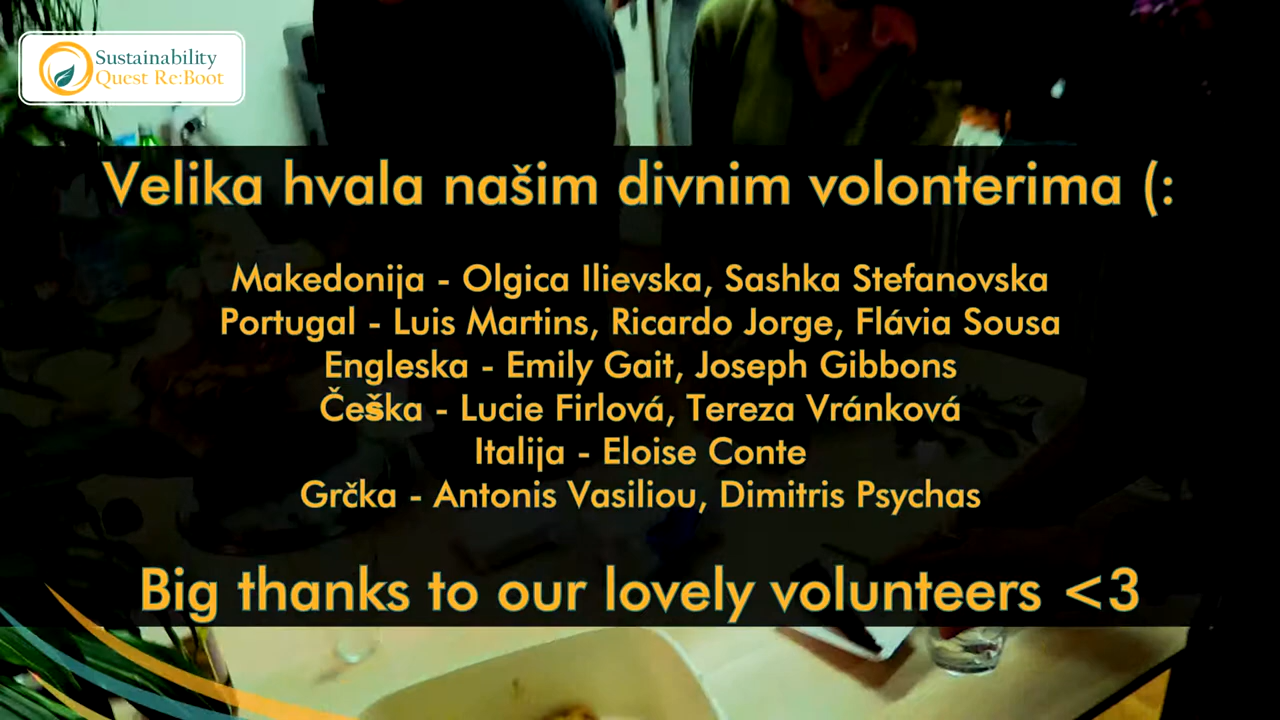 Sustainability
Quest Re:Boot
Velika hvala našim divnim volonterima (:
Makedonija - Olgica Ilievska, Sashka Stefanovska
Portugal - Luis Martins, Ricardo Jorge, Flávia Sousa
Engleska - Emily Gait, Joseph Gibbons
Češka - Lucie Firlová, Tereza Vránková
Italija - Eloise Conte
Grčka - Antonis Vasiliou, Dimitris Psychas
Big thanks to our lovely volunteers <3